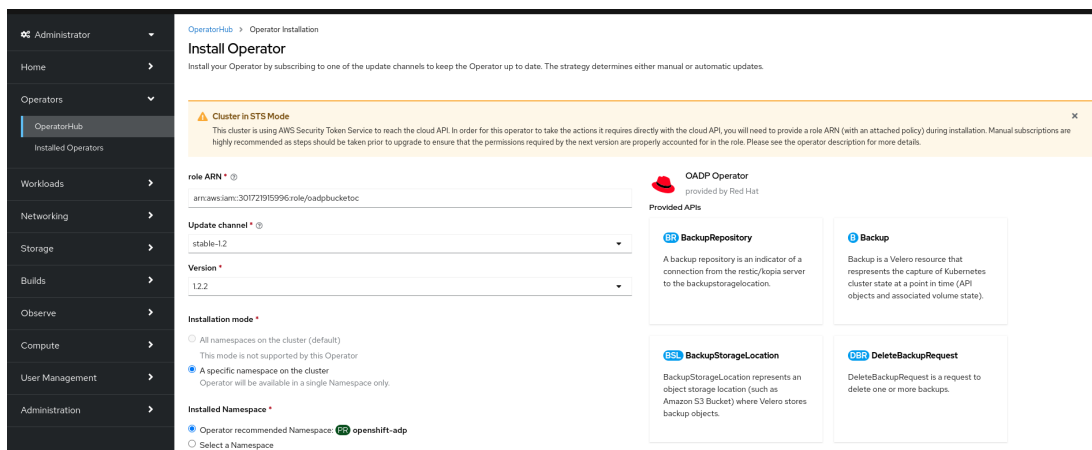 Administrator
Home
Operators
OperatorHub
Installed Operators
Workloads
Networking
Storage
Builds
Observe
Compute
User Management
Administration
OperatorHub > Operator Installation
Install Operator
Install your Operator by subscribing to one of the update channels to keep the Operator up to date. The strategy determines either manual or automatic updates.
Cluster in STS Mode
This cluster is using AWS Security Token Service to reach the cloud API. In order for this operator to take the actions it requires directly with the cloud API, you will need to provide a role ARN (with an attached policy) during installation. Manual subscriptions are
highly recommended as steps should be taken prior to upgrade to ensure that the permissions required by the next version are properly accounted for in the role. Please see the operator description for more details.
role ARN *
arn:aws:iam::301721915996:role/oadpbucketoc
Update channel *
stable-1.2
Version *
1.2.2
Installation mode *
All namespaces on the cluster (default)
This mode is not supported by this Operator
A specific namespace on the cluster
Operator will be available in a single Namespace only.
Installed Namespace *
Operator recommended Namespace: PR openshift-adp
Select a Namespace
OADP Operator
provided by Red Hat
Provided APIs
BR BackupRepository
A backup repository is an indicator of a
connection from the restic/kopia server
to the backupstoragelocation.
B Backup
Backup is a Velero resource that
respresents the capture of Kubernetes
cluster state at a point in time (API
objects and associated volume state).
BSL BackupStorageLocation
BackupStorageLocation represents an
object storage location (such as
Amazon S3 Bucket) where Velero stores
backup objects.
DBR DeleteBackupRequest
DeleteBackupRequest is a request to
delete one or more backups.